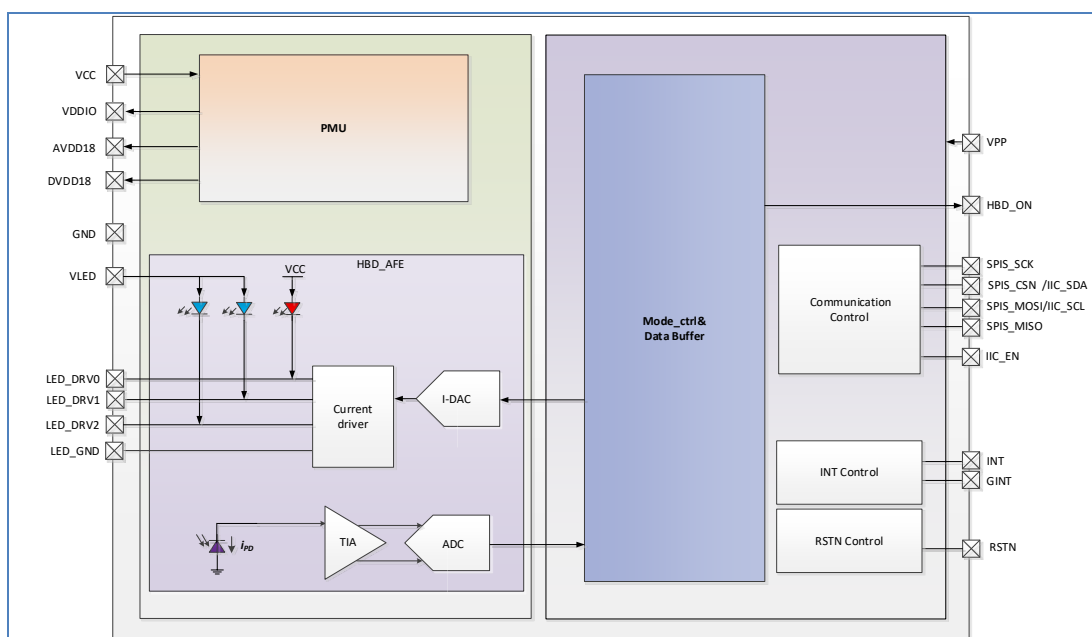 VCC
VDDIO
AVDD18
DVDD18
GND
VLED
LED_DRV0
LED_DRV1
LED_DRV2
LED_GND
PMU
HBD_AFE
VCC
Current
driver
I-DAC
iPD
TIA
ADC
Mode_ctrl&
Data Buffer
Communication
Control
INT Control
RSTN Control
VPP
HBD_ON
SPIS_SCK
SPIS_CSN /IIC_SDA
SPIS_MOSI/IIC_SCL
SPIS_MISO
IIC_EN
INT
GINT
RSTN